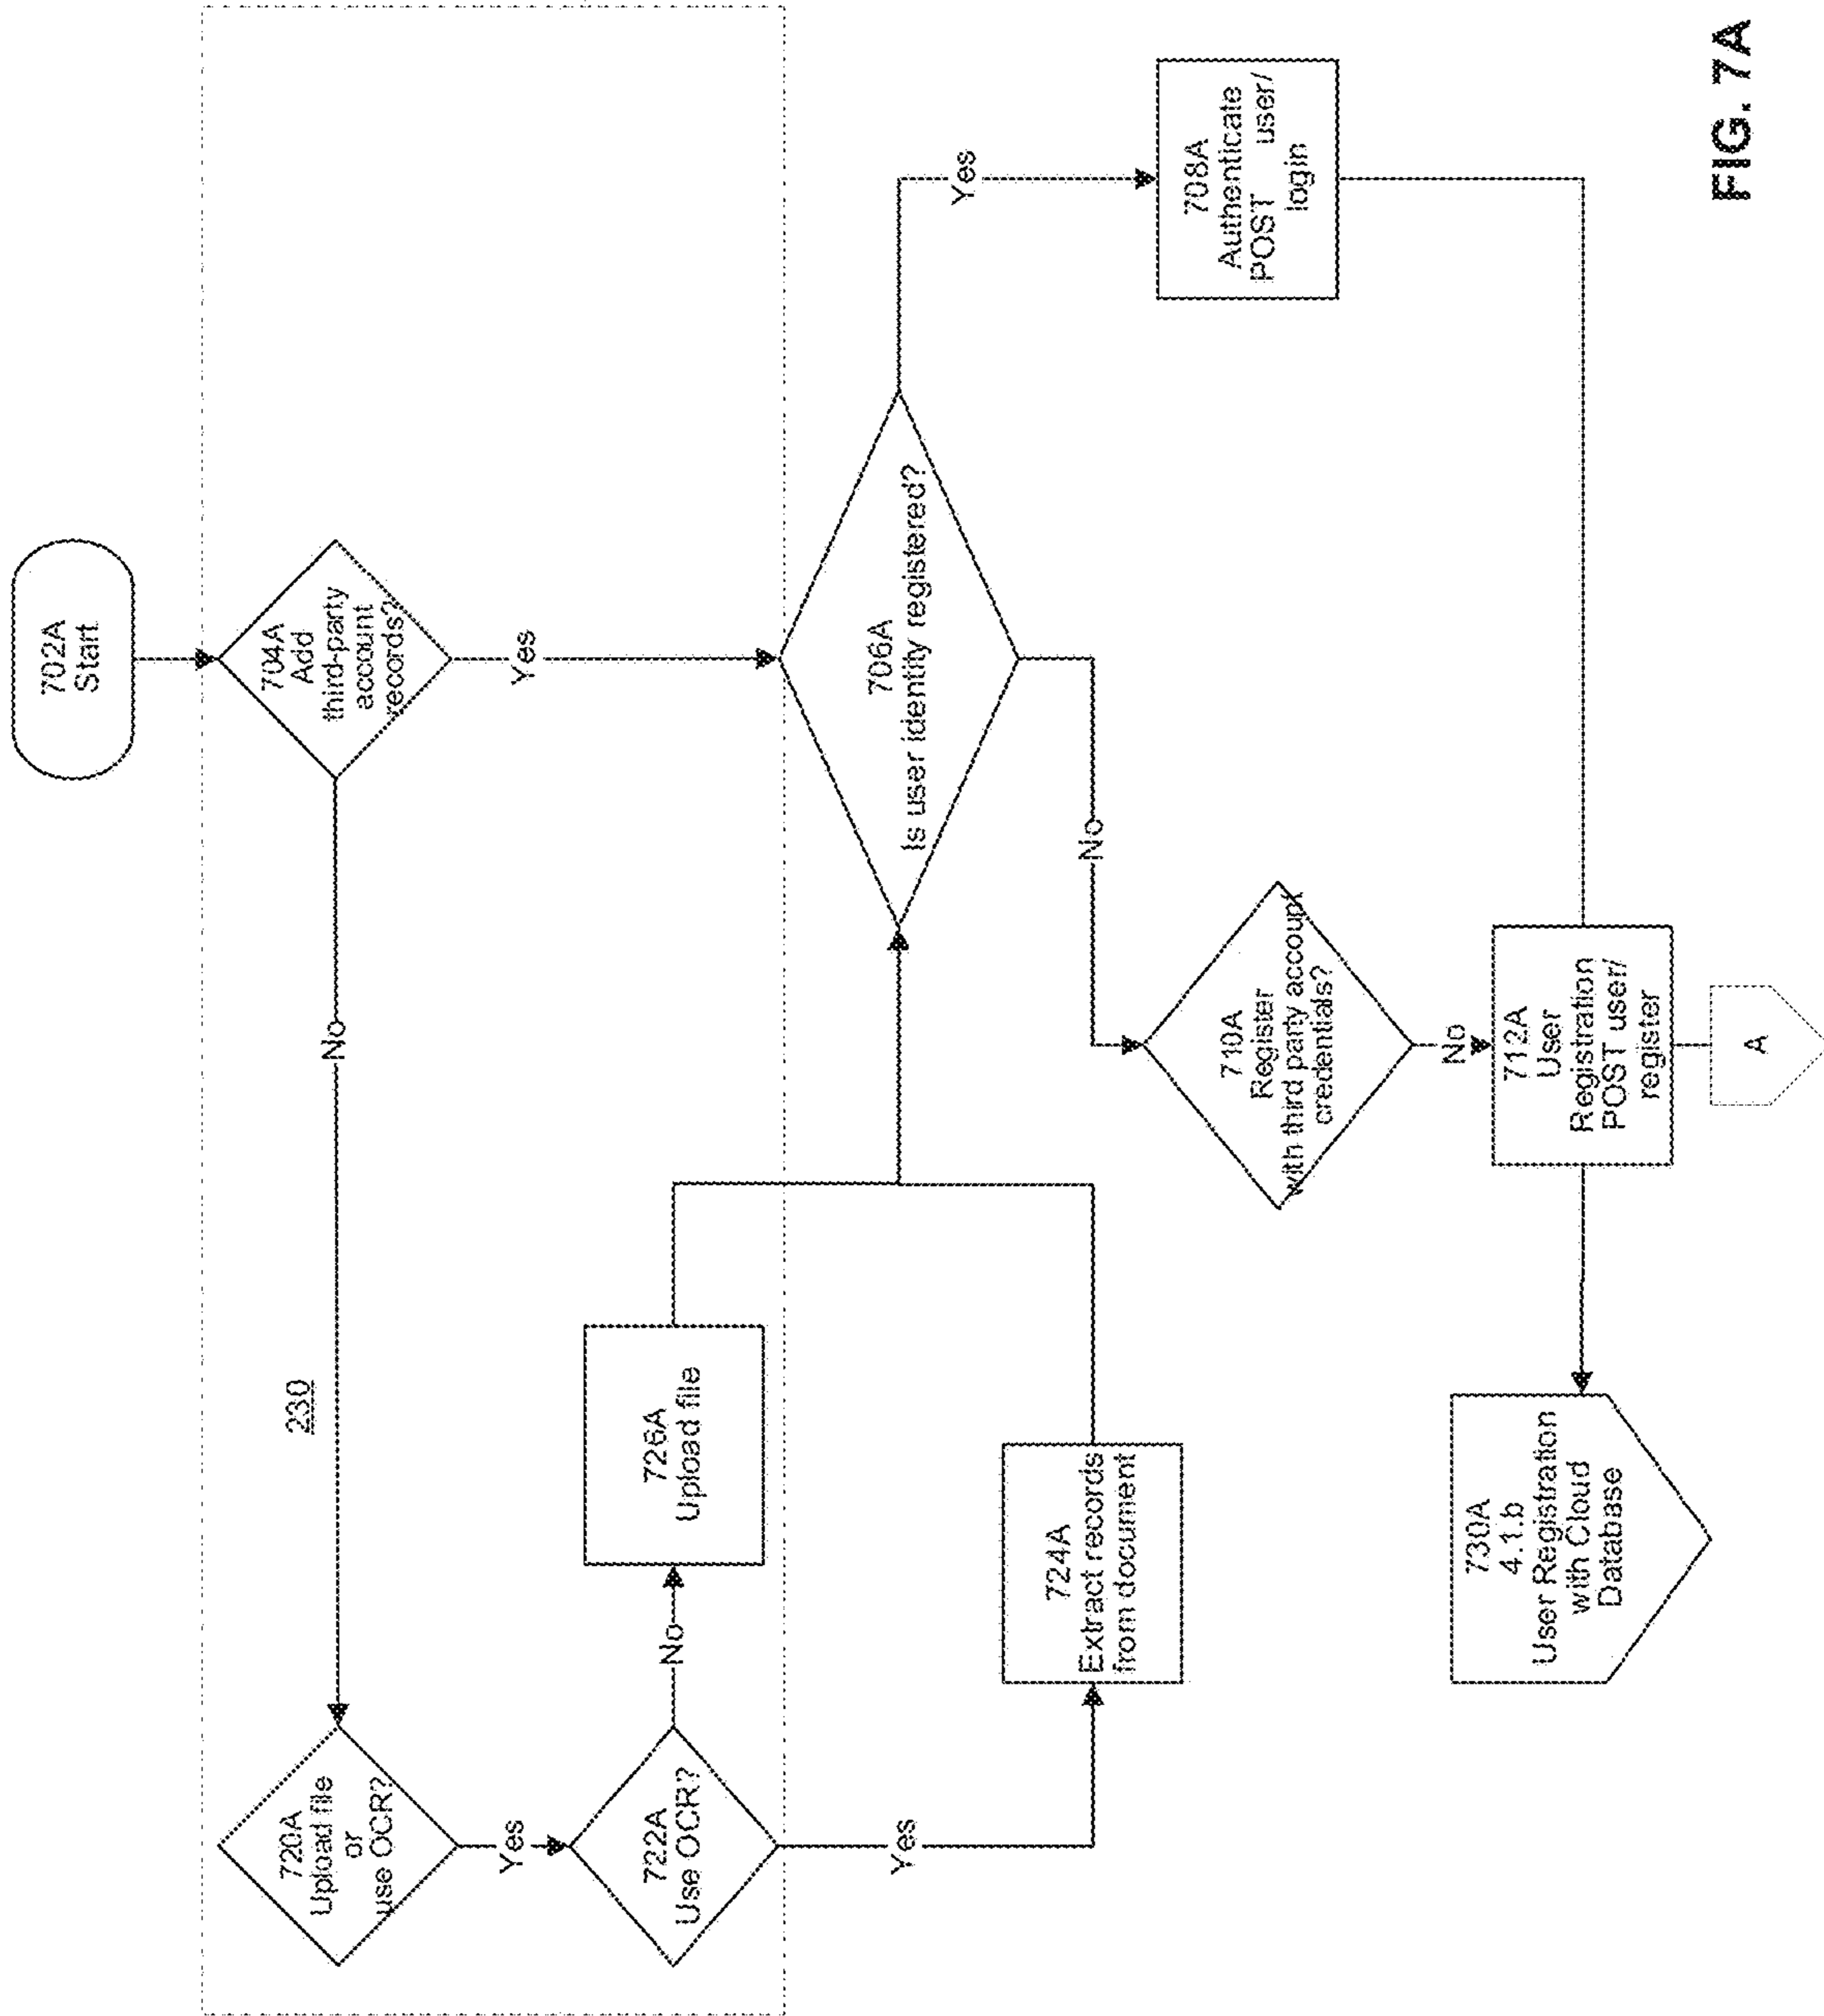 702A
Start
704A
Add
third-party
account
records?
No
Yes
230
720A
Upload file
or
use OCR?
Yes
722A
Use OCR?
No
726A
Upload file
Yes
724A
Extract records
from document
706A
Is user identity registered?
Yes
708A
Authenticate
POST user/
login
No
710A
Register
with third party account
credentials?
No
712A
User
Registration
POST user/
register
A
730A
4.1.b
User Registration
with Cloud
Database
FIG. 7A